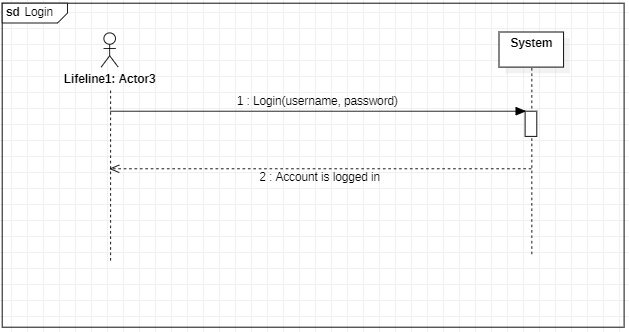 sd Login
System
Lifeline1: Actor3
1 : Login(username, password)
2 : Account is logged in